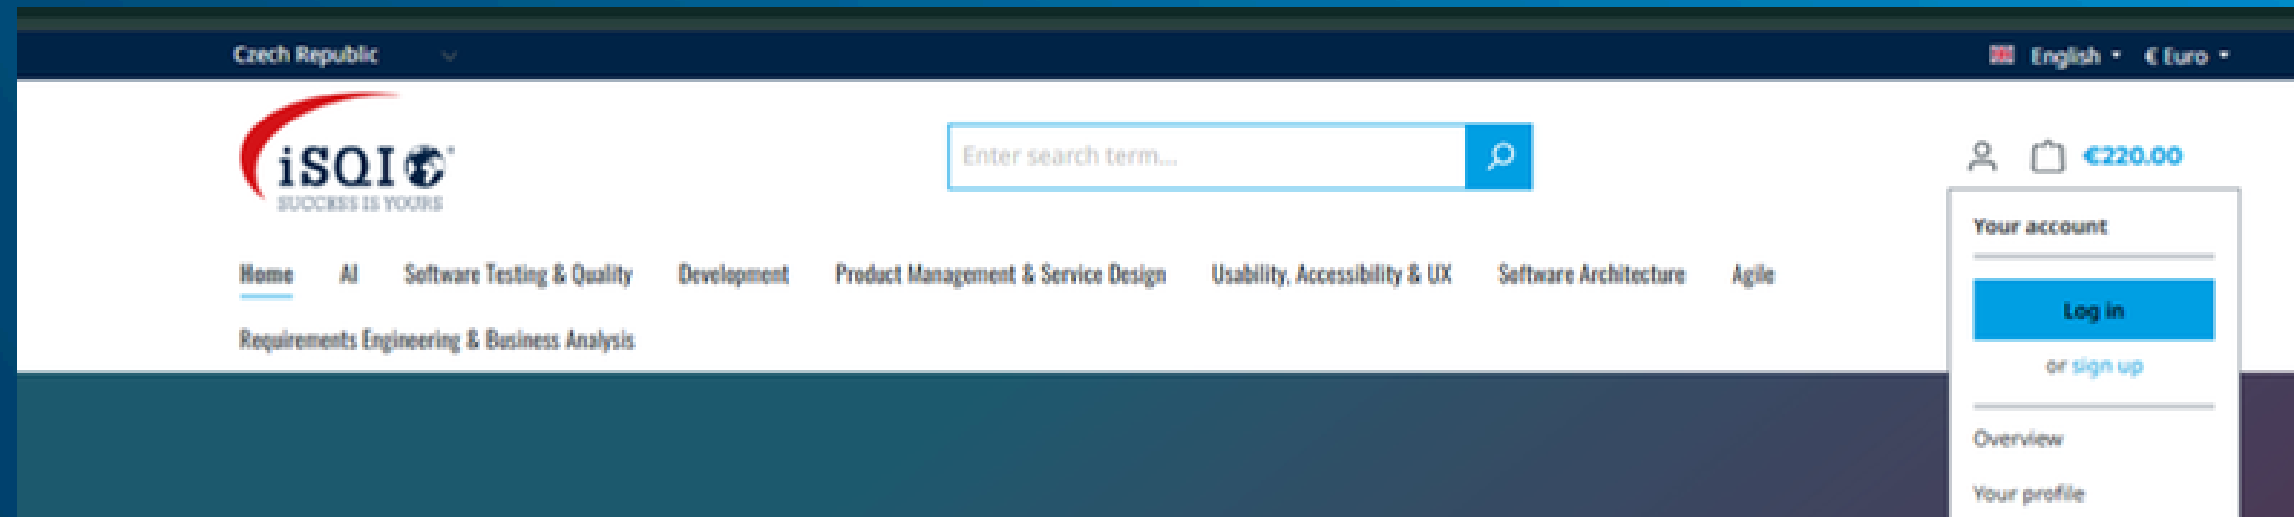 Czech Republic
English € Euro
iSQI
SUCCESS IS YOURS
Enter search term...
€220.00
Your account
Home AI Software Testing & Quality Development Product Management & Service Design Usability, Accessibility & UX Software Architecture Agile
Log in
Requirements Engineering & Business Analysis
or sign up
Overview
Your profile